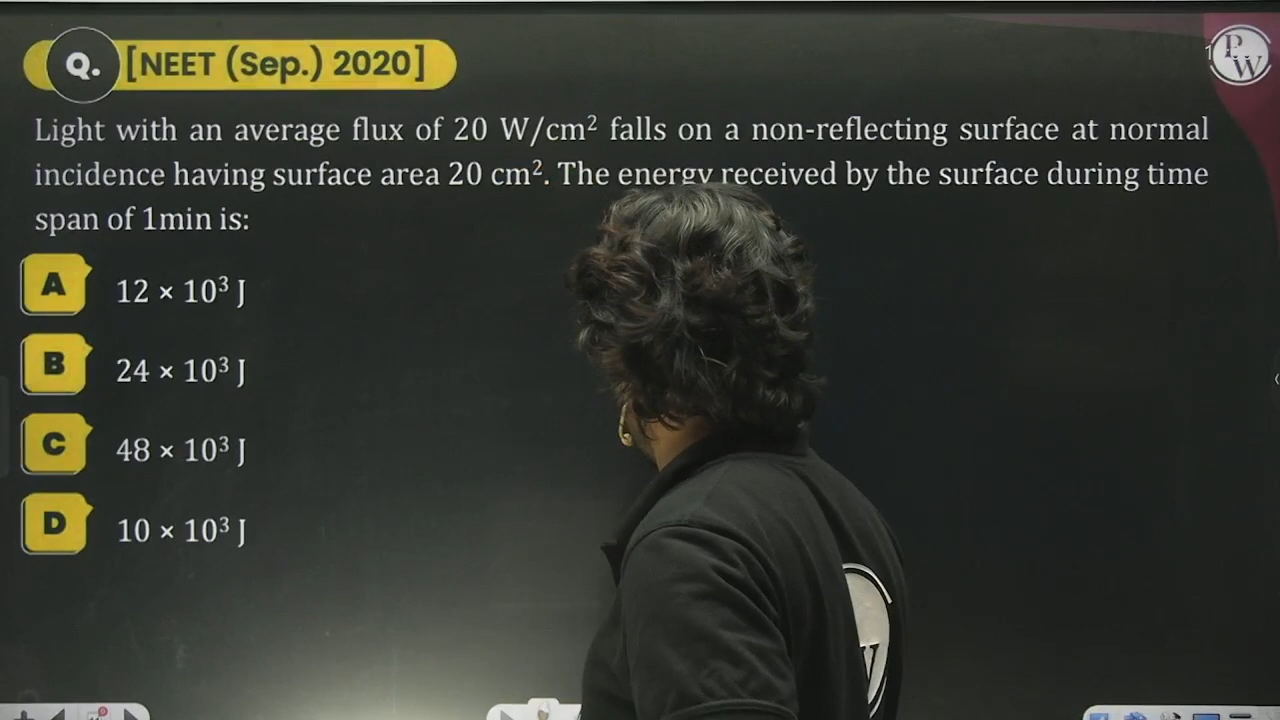 Q. [NEET (Sep.) 2020]
PW
Light with an average flux of 20 W/cm² falls on a non-reflecting surface at normal
incidence having surface area 20 cm². The energy received by the surface during time
span of 1min is:
A 12 × 10³ J
B 24 × 10³ J
C 48 × 10³ J
D 10 × 10³ J